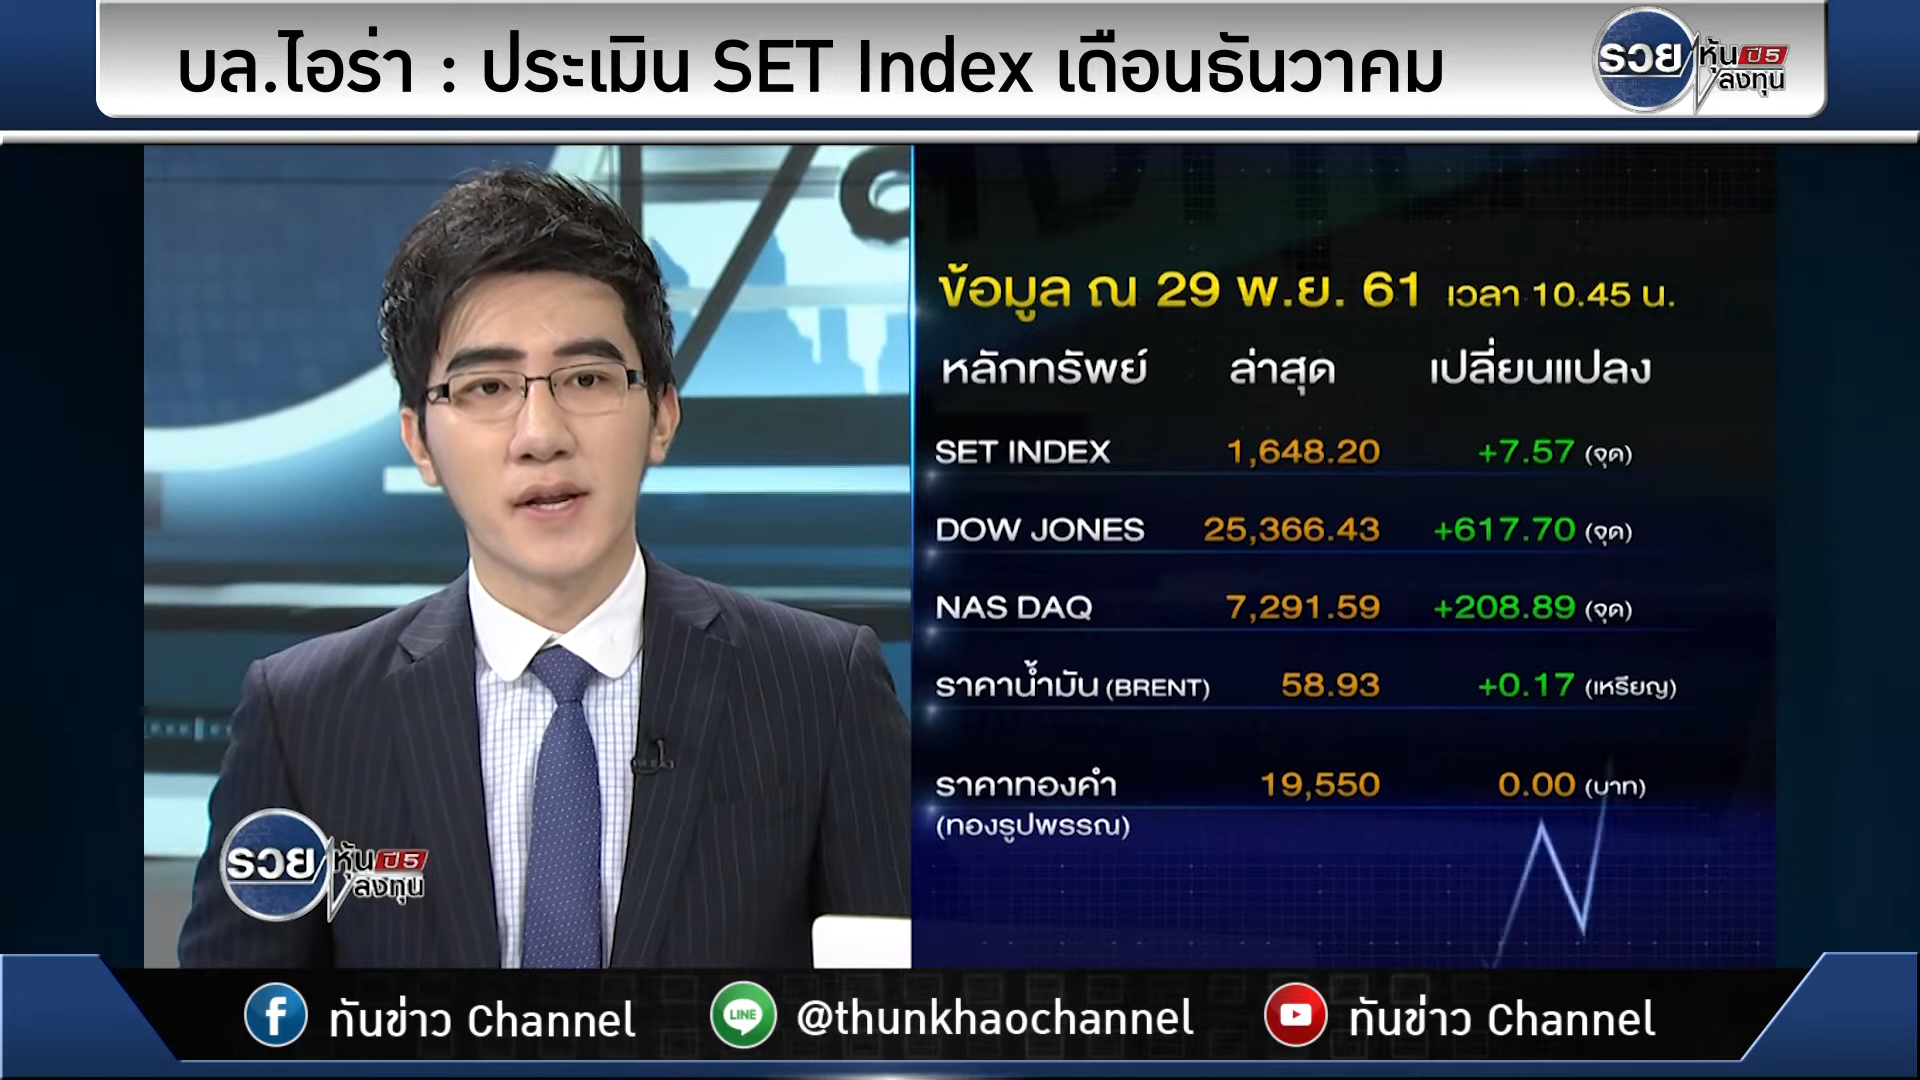 บล.ไอร่า : ประเมิน SET Index เดือนธันวาคม
รวย หุ้น ปี5 ลงทุน
ข้อมูล ณ 29 พ.ย. 61 เวลา 10.45 น.
หลักทรัพย์ ล่าสุด เปลี่ยนแปลง
SET INDEX 1,648.20 +7.57 (จุด)
DOW JONES 25,366.43 +617.70 (จุด)
NAS DAQ 7,291.59 +208.89 (จุด)
ราคาน้ำมัน (BRENT) 58.93 +0.17 (เหรียญ)
ราคาทองคำ 19,550 0.00 (บาท)
(ทองรูปพรรณ)
รวย หุ้น ปี5 ลงทุน
ทันข่าว Channel LINE @thunkhaochannel ทันข่าว Channel